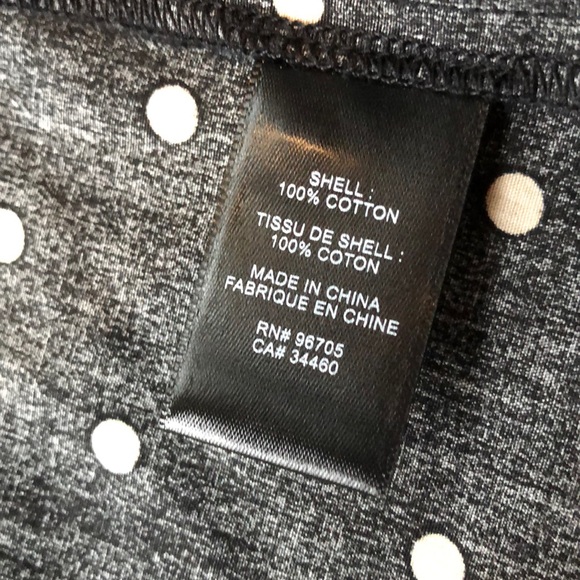 SHELL :
100% COTTON
TISSU DE SHELL :
100% COTON
MADE IN CHINA
FABRIQUE EN CHINE
RN# 96705
CA# 34460